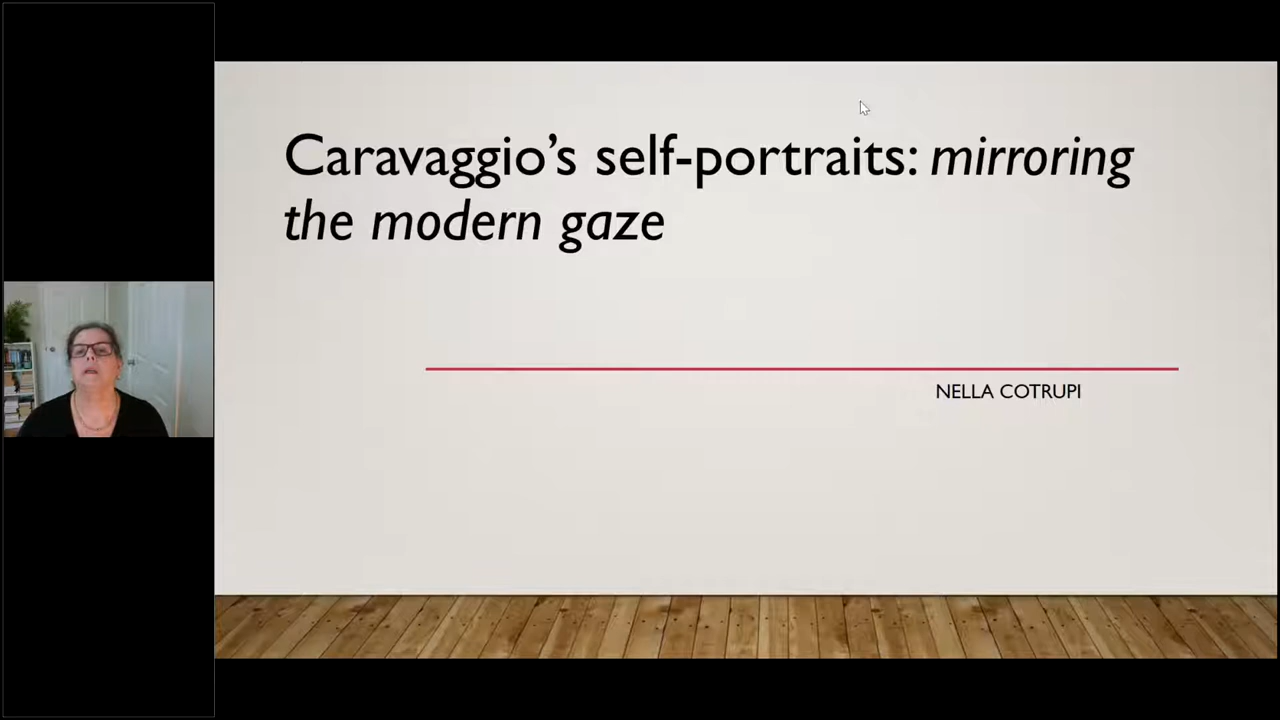 Caravaggio’s self-portraits: mirroring
the modern gaze
NELLA COTRUPI